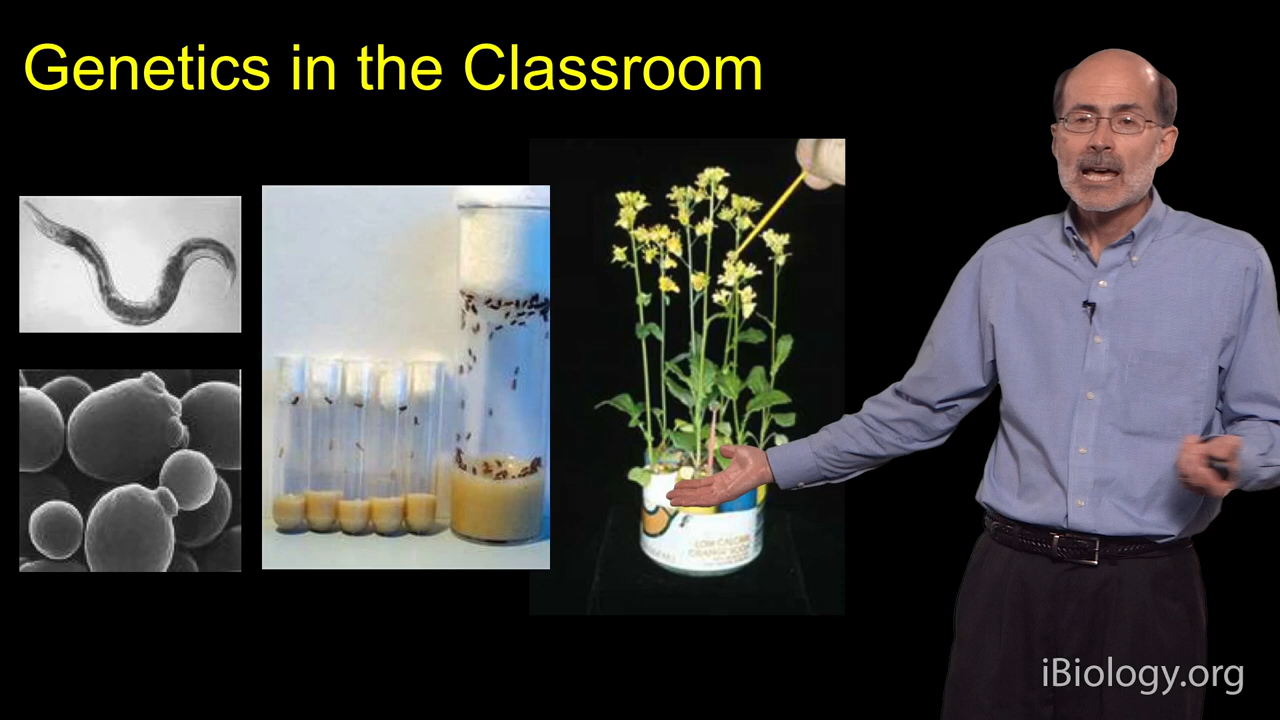 Genetics in the Classroom
LOW CALORIE
ORANGE SODA
iBiology.org